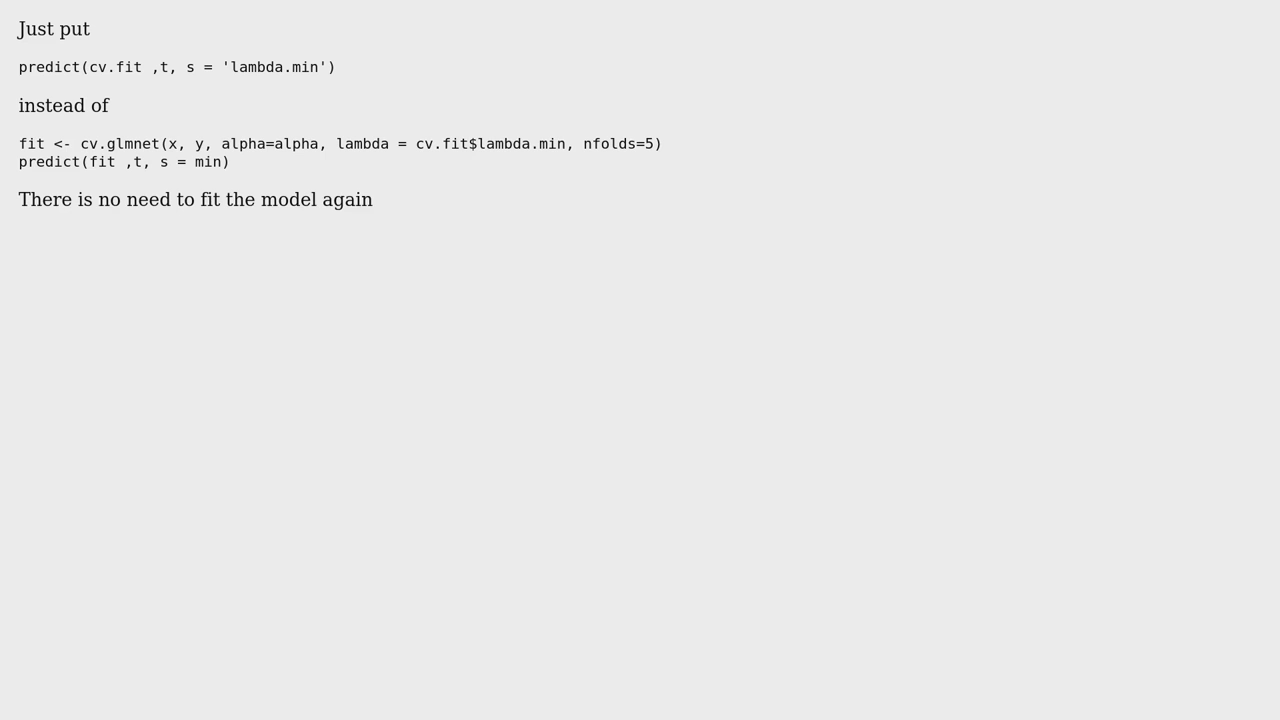 Just put
predict(cv.fit ,t, s = 'lambda.min')
instead of
fit <- cv.glmnet(x, y, alpha=alpha, lambda = cv.fit$lambda.min, nfolds=5)
predict(fit ,t, s = min)
There is no need to fit the model again